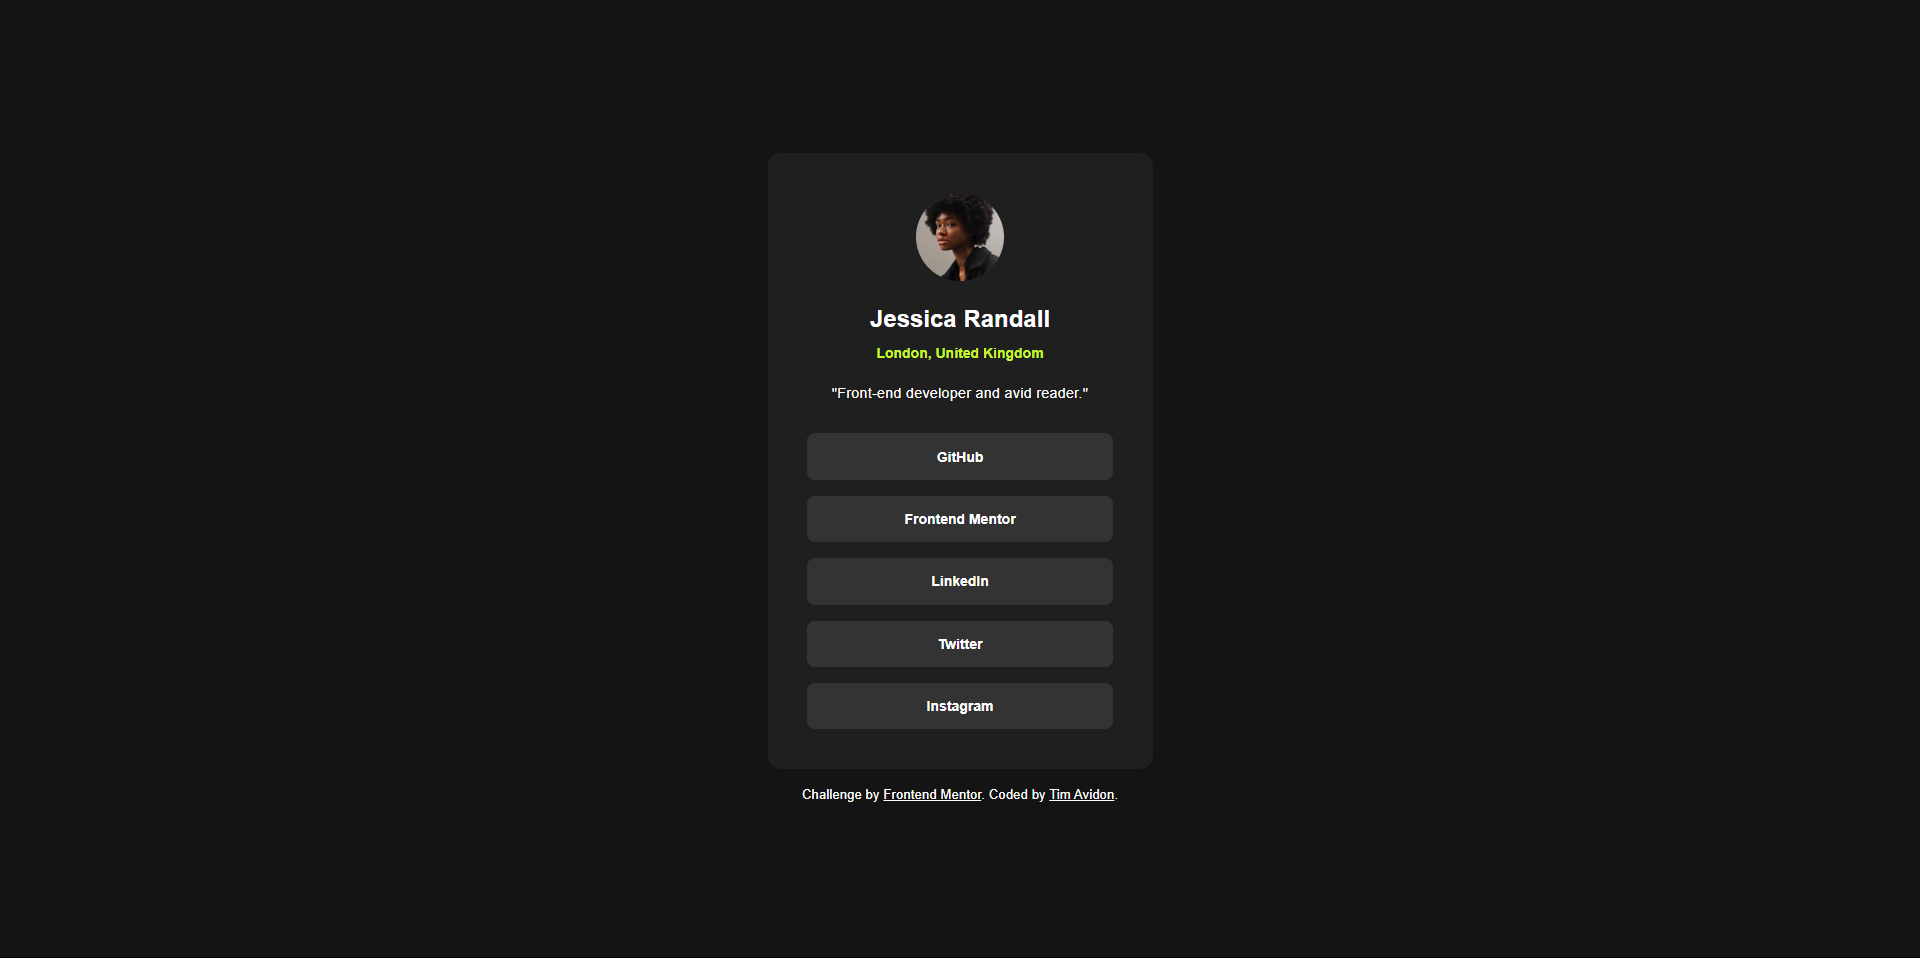 Jessica Randall
London, United Kingdom
"Front-end developer and avid reader."
GitHub
Frontend Mentor
LinkedIn
Twitter
Instagram
Challenge by Frontend Mentor. Coded by Tim Avidon.